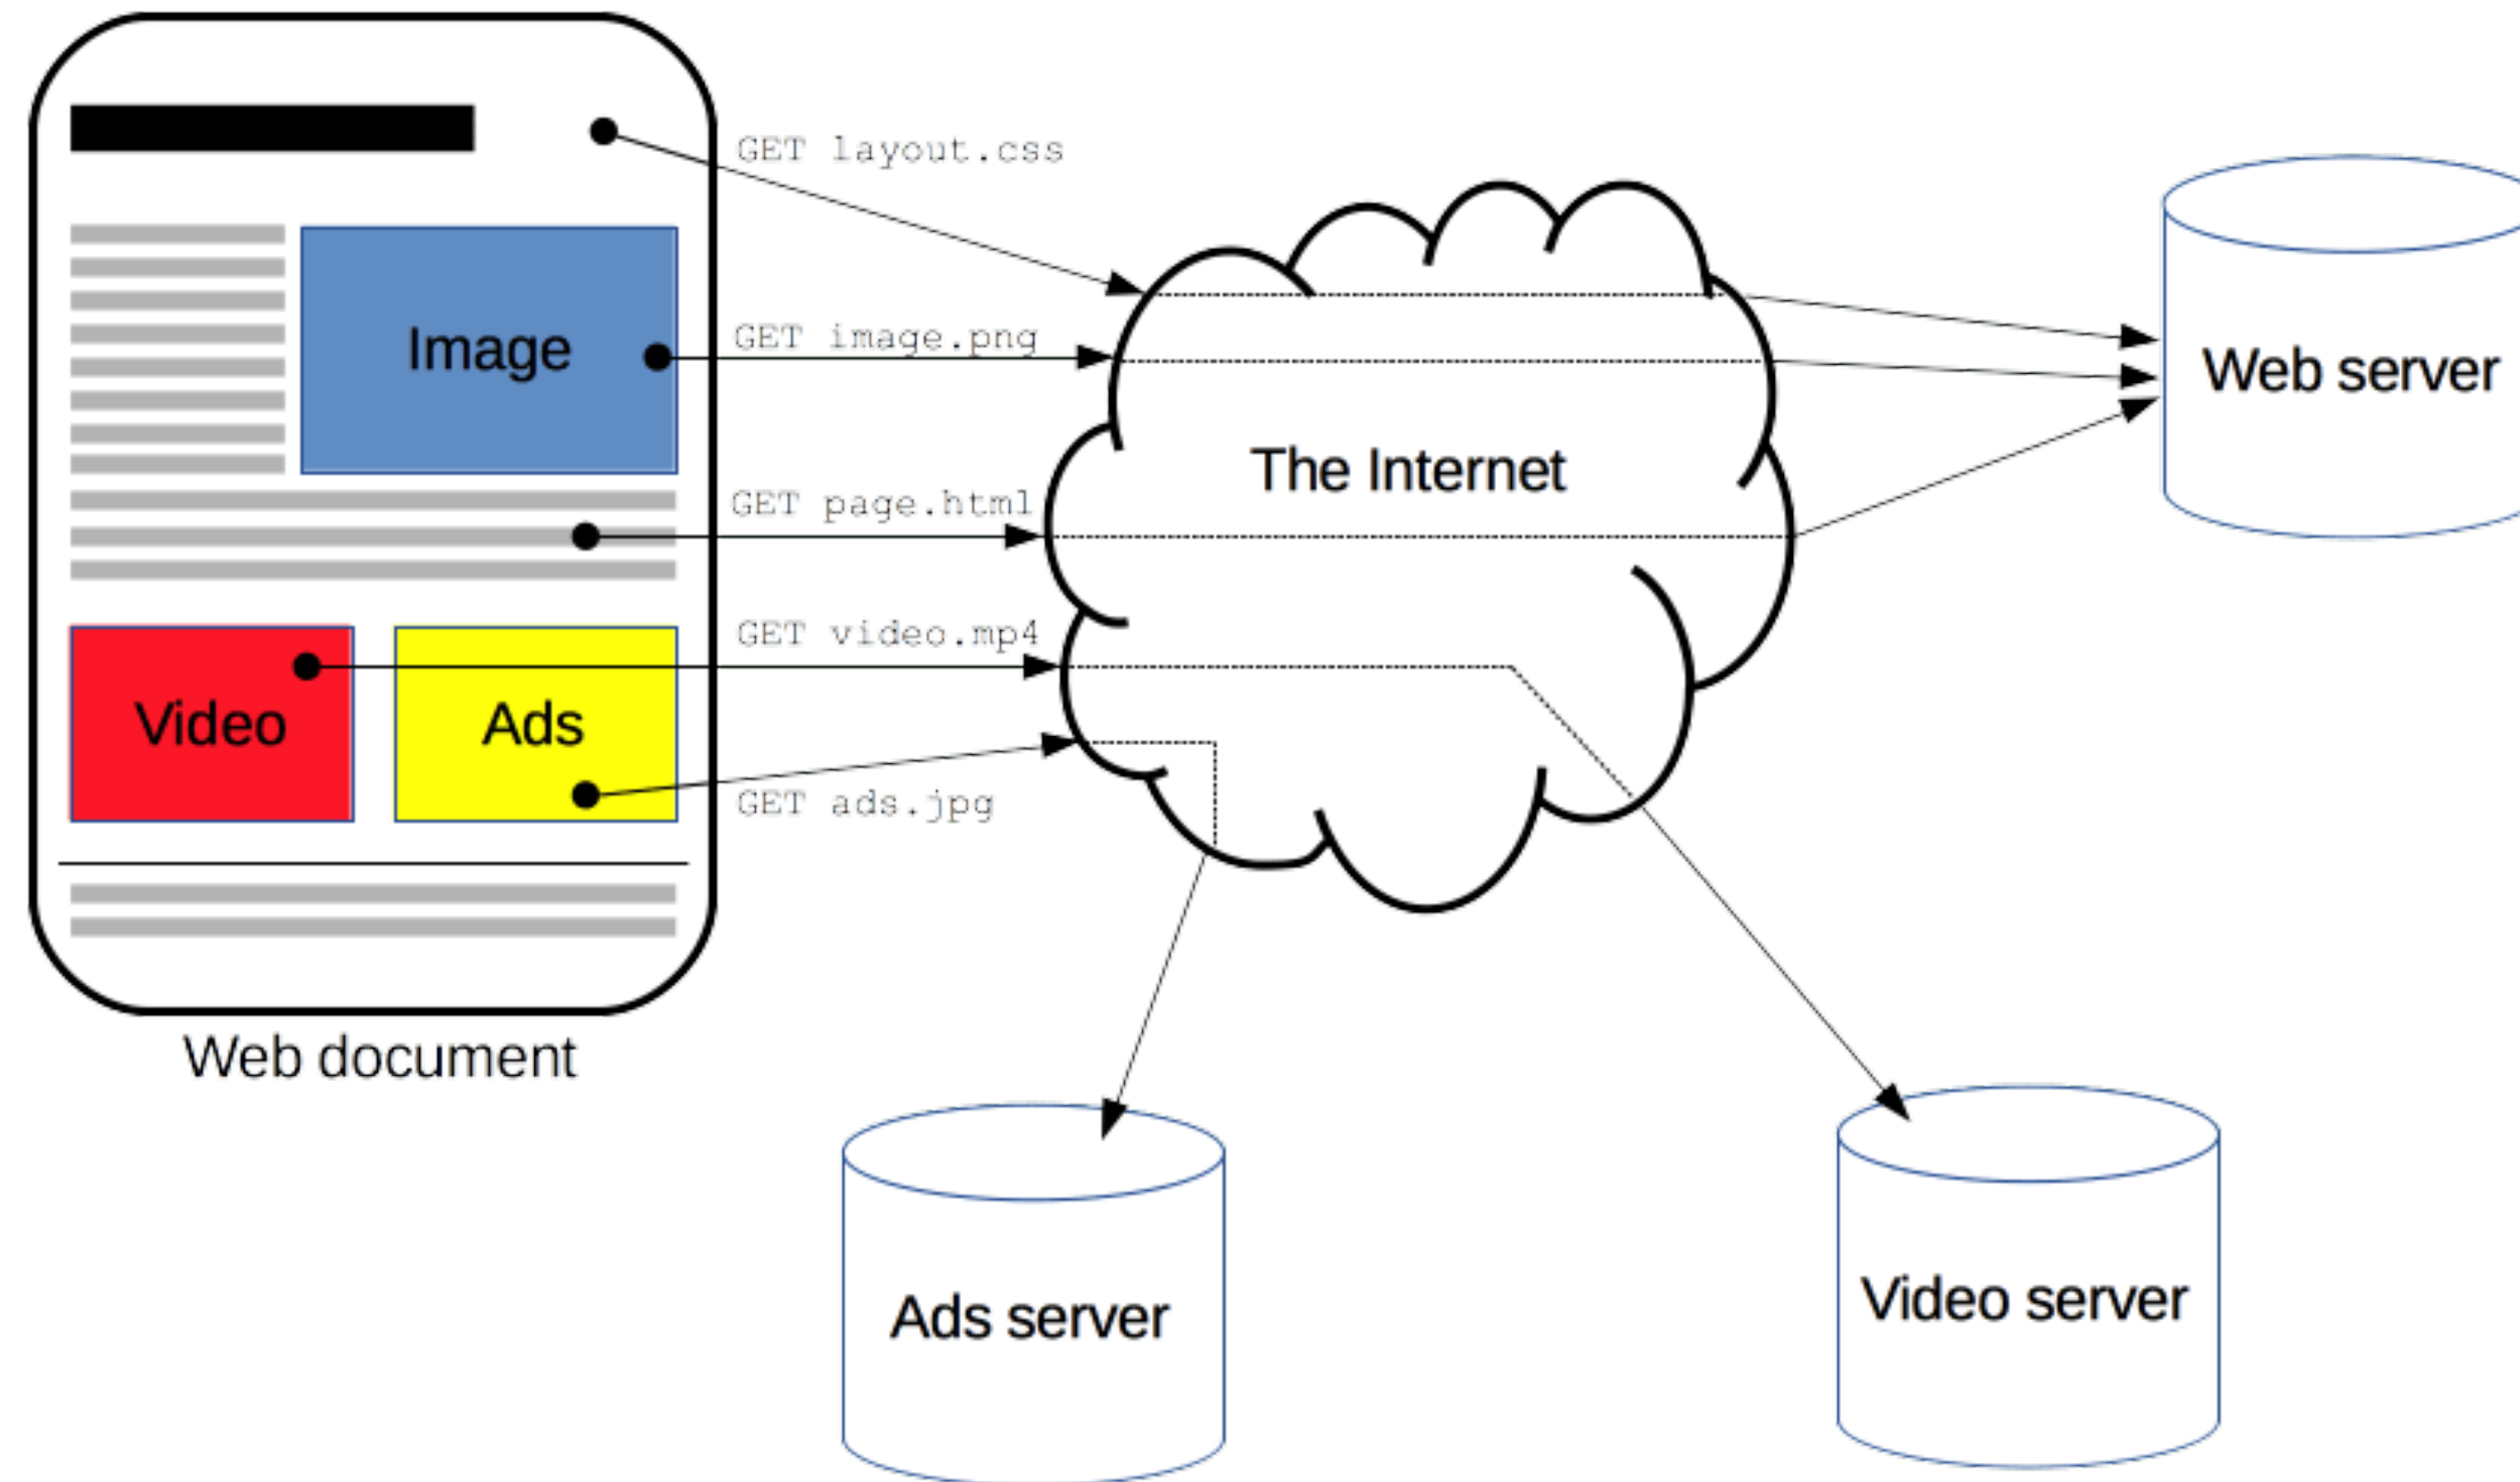 GET layout.css
Image
GET image.png
Web server
The Internet
GET page.html
GET video.mp4
Video
Ads
GET ads.jpg
Web document
Ads server
Video server